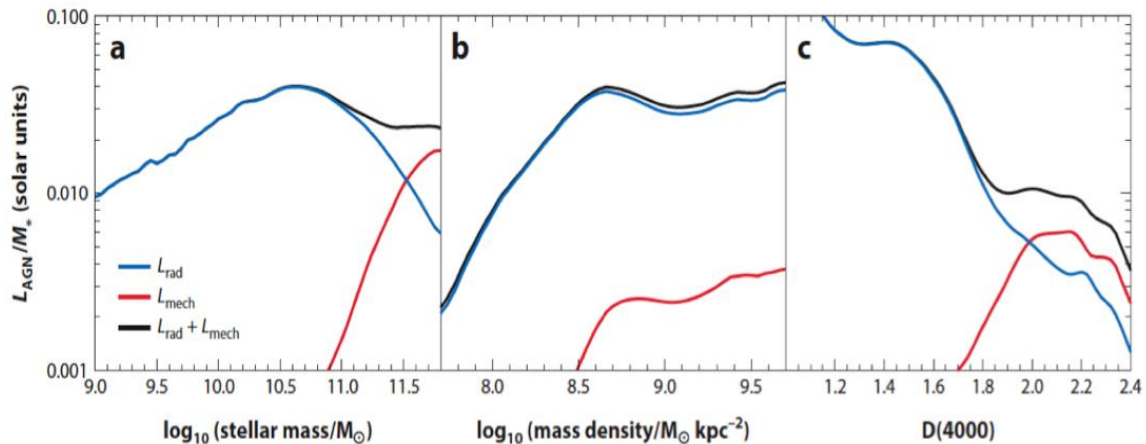 0.100
0.010
0.001
L_AGN/M_* (solar units)
a
L_rad
L_mech
L_rad + L_mech
9.0 9.5 10.0 10.5 11.0 11.5
log₁₀ (stellar mass/M_⊙)
b
8.0 8.5 9.0 9.5
log₁₀ (mass density/M_⊙ kpc⁻²)
c
1.2 1.4 1.6 1.8 2.0 2.2 2.4
D(4000)